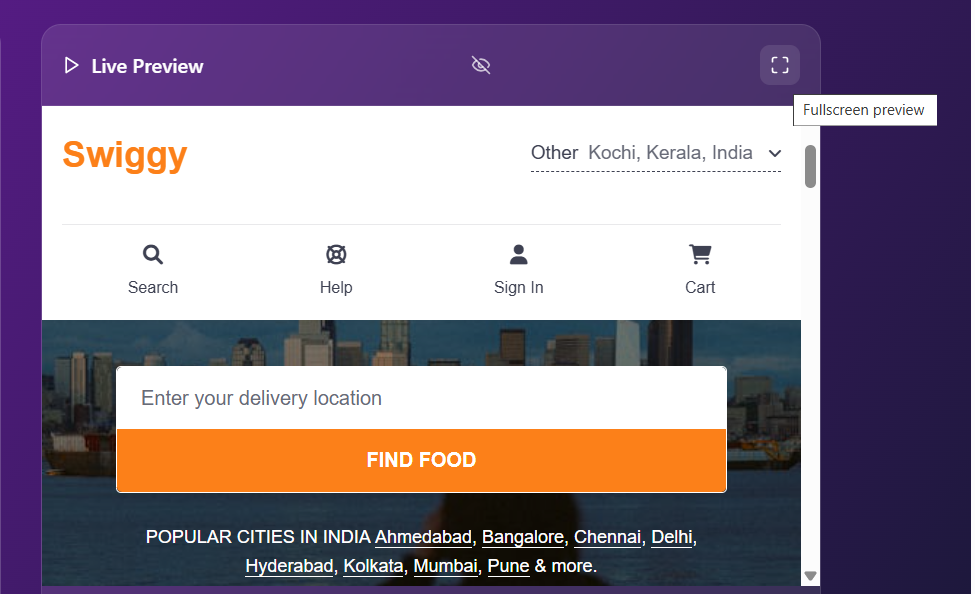 Live Preview
Fullscreen preview
Swiggy
Other Kochi, Kerala, India
Search
Help
Sign In
Cart
Enter your delivery location
FIND FOOD
POPULAR CITIES IN INDIA Ahmedabad, Bangalore, Chennai, Delhi,
Hyderabad, Kolkata, Mumbai, Pune & more.